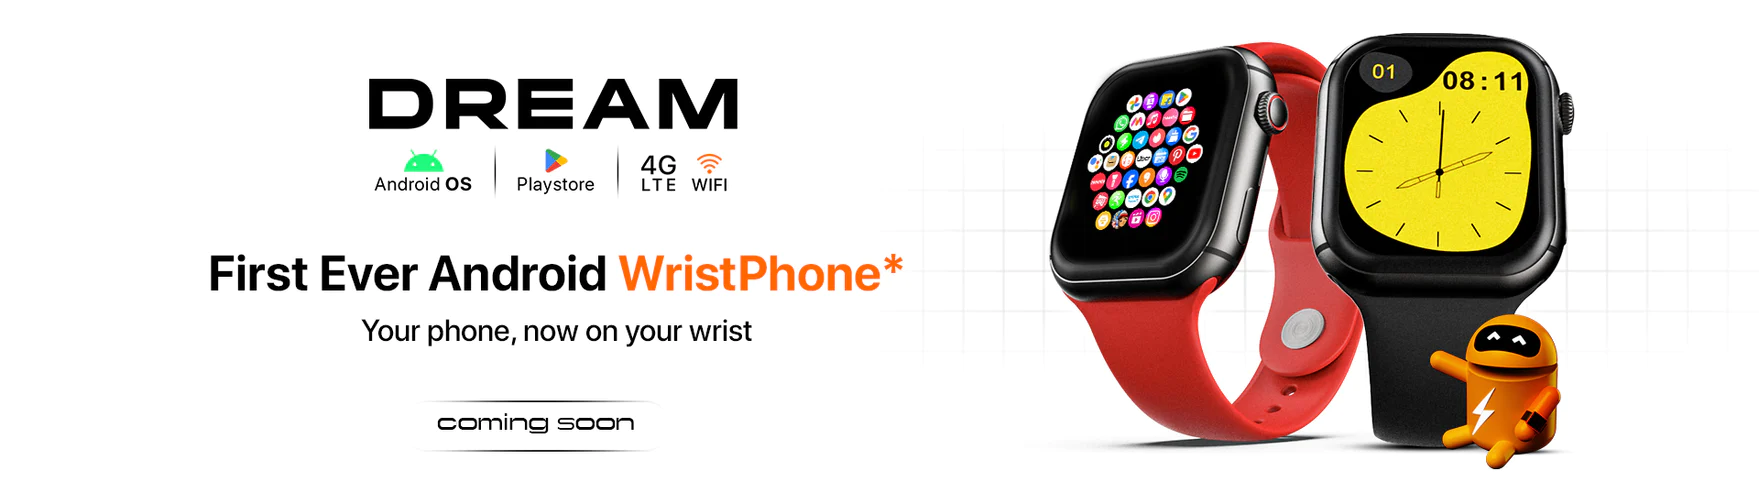 DREAM
Android OS
Playstore
4G
LTE
WIFI
First Ever Android WristPhone*
Your phone, now on your wrist
coming soon
01
08:11
Uber